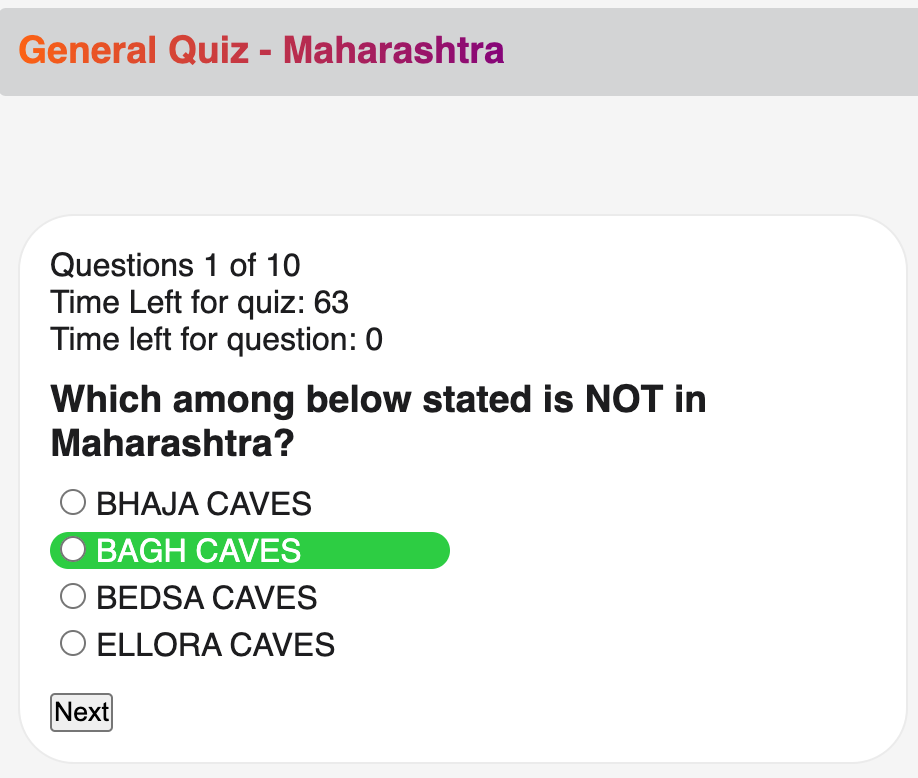 General Quiz - Maharashtra
Questions 1 of 10
Time Left for quiz: 63
Time left for question: 0
Which among below stated is NOT in
Maharashtra?
BHAJA CAVES
BAGH CAVES
BEDSA CAVES
ELLORA CAVES
Next